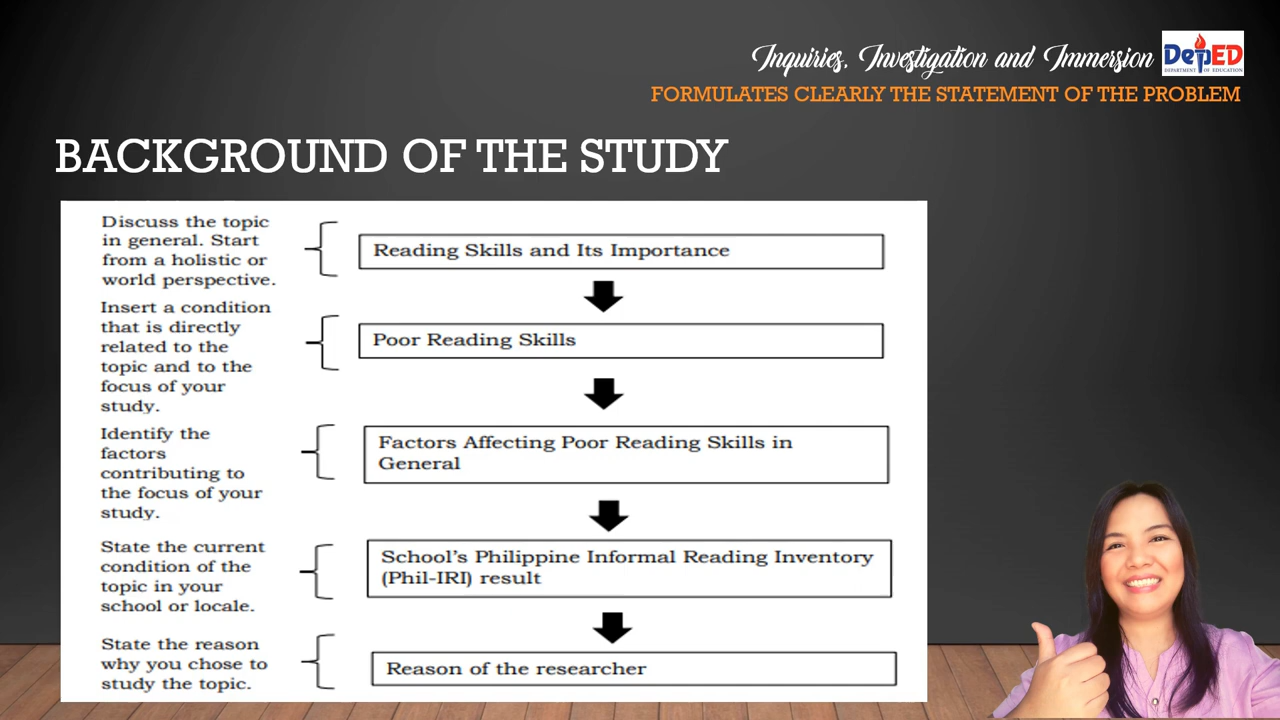 Inquiries, Investigation and Immersion
DepED
DEPARTMENT OF EDUCATION
FORMULATES CLEARLY THE STATEMENT OF THE PROBLEM
BACKGROUND OF THE STUDY
Discuss the topic
in general. Start
from a holistic or
world perspective.
Reading Skills and Its Importance
Insert a condition
that is directly
related to the
topic and to the
focus of your
study.
Poor Reading Skills
Identify the
factors
contributing to
the focus of your
study.
Factors Affecting Poor Reading Skills in
General
State the current
condition of the
topic in your
school or locale.
School's Philippine Informal Reading Inventory
(Phil-IRI) result
State the reason
why you chose to
study the topic.
Reason of the researcher